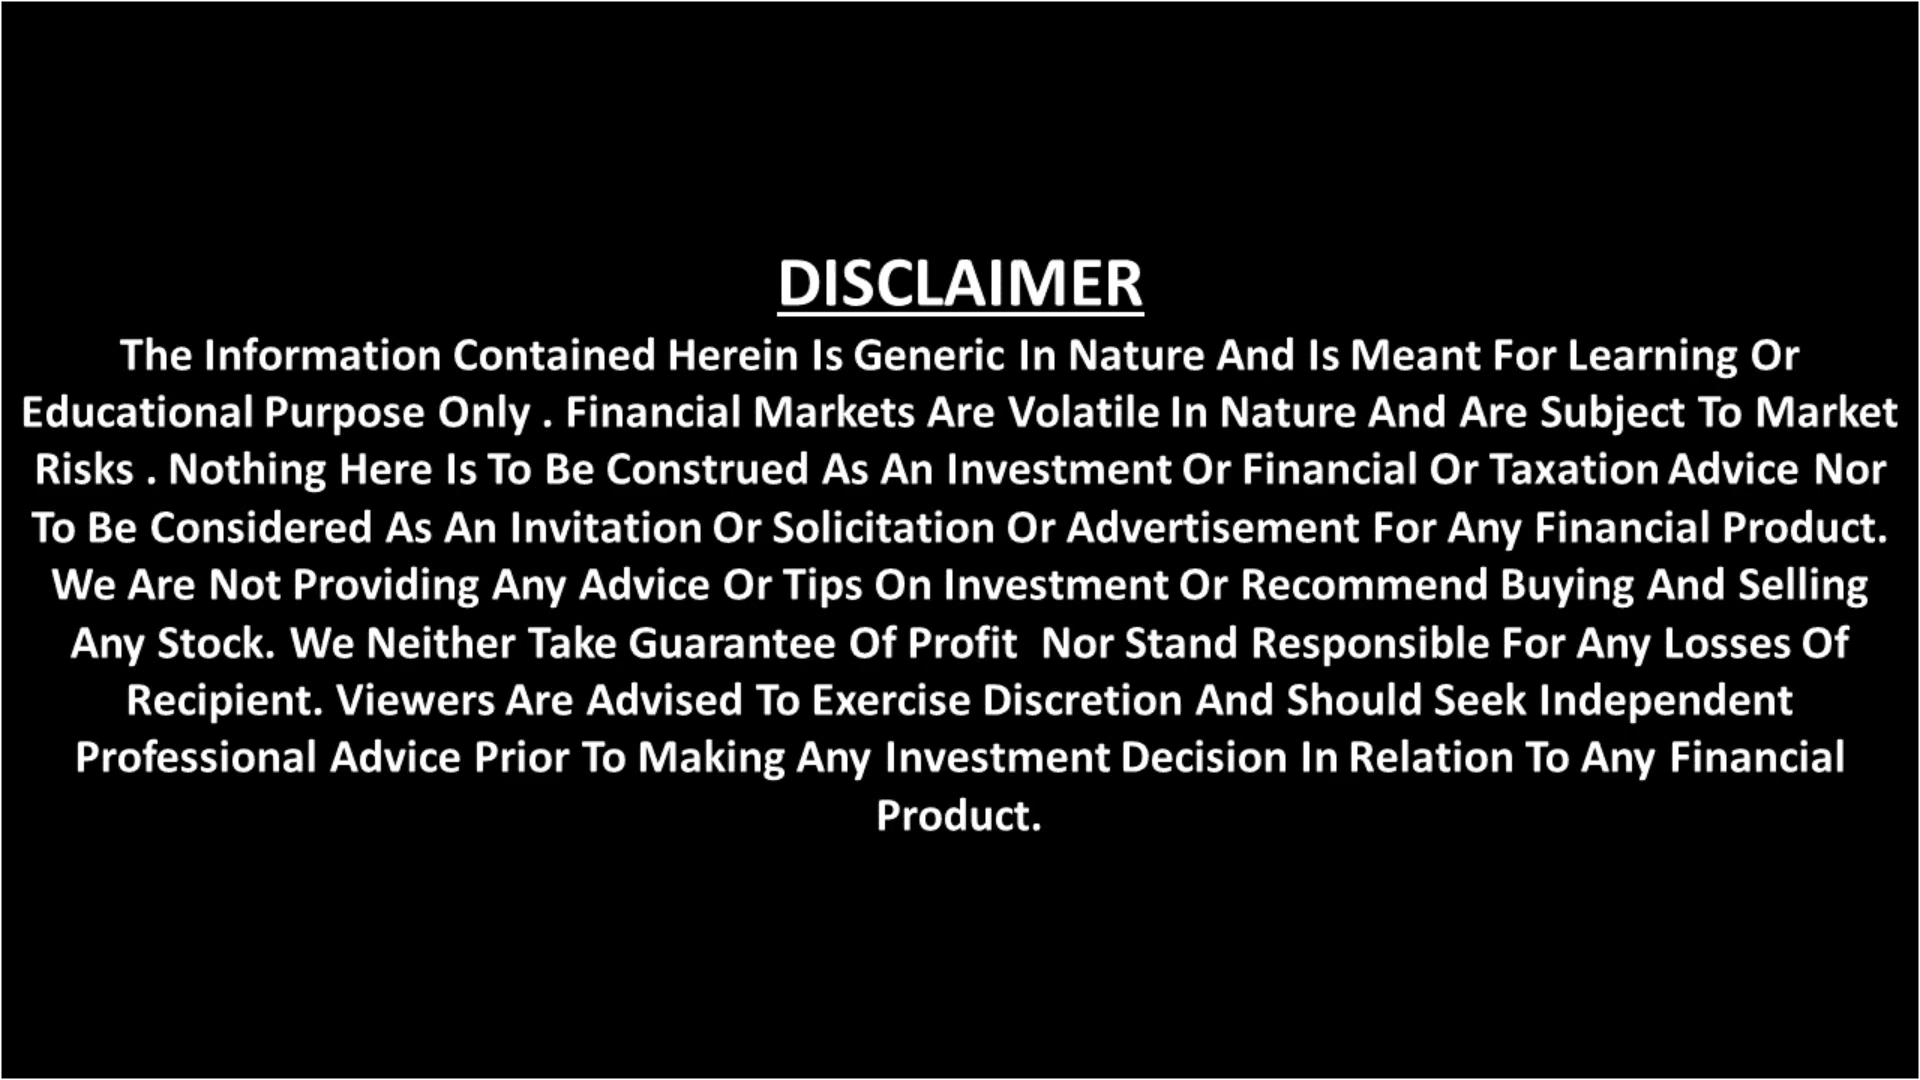 DISCLAIMER
The Information Contained Herein Is Generic In Nature And Is Meant For Learning Or
Educational Purpose Only . Financial Markets Are Volatile In Nature And Are Subject To Market
Risks . Nothing Here Is To Be Construed As An Investment Or Financial Or Taxation Advice Nor
To Be Considered As An Invitation Or Solicitation Or Advertisement For Any Financial Product.
We Are Not Providing Any Advice Or Tips On Investment Or Recommend Buying And Selling
Any Stock. We Neither Take Guarantee Of Profit  Nor Stand Responsible For Any Losses Of
Recipient. Viewers Are Advised To Exercise Discretion And Should Seek Independent
Professional Advice Prior To Making Any Investment Decision In Relation To Any Financial
Product.